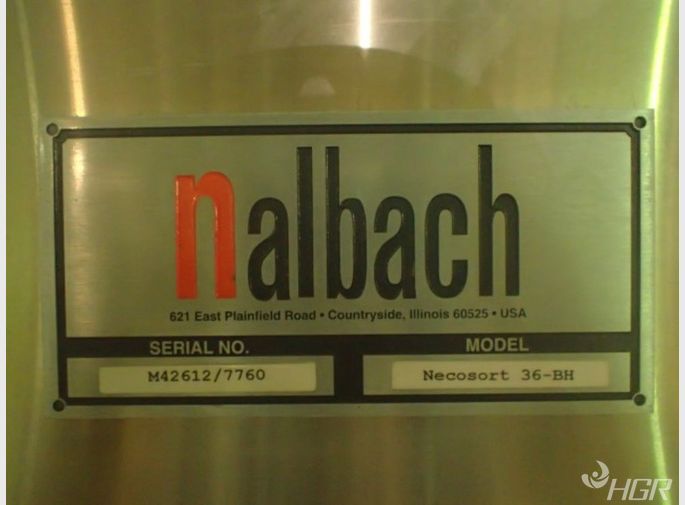 nalbach
621 East Plainfield Road • Countryside, Illinois 60525 • USA
SERIAL NO.
MODEL
M42612/7760
Necosort 36-BH
HGR